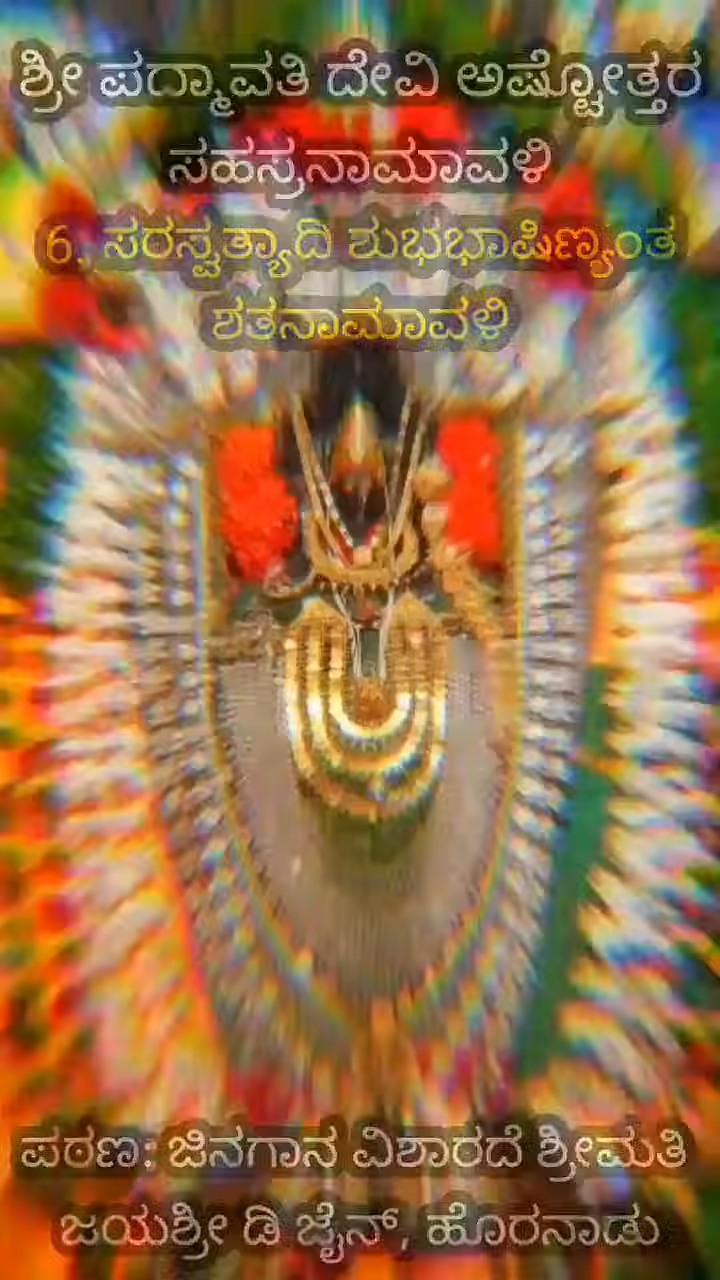 ಶ್ರೀ ಪದ್ಮಾವತಿ ದೇವಿ ಅಷ್ಟೋತ್ತರ
ಸಹಸ್ರನಾಮಾವಳಿ
6. ಸರಸ್ವತ್ಯಾದಿ ಶುಭಭಾಷಿಣ್ಯಂತ
ಶತನಾಮಾವಳಿ
ಪಠಣ: ಜಿನಗಾನ ವಿಶಾರದೆ ಶ್ರೀಮತಿ
ಜಯಶ್ರೀ ಡಿ.ಜೈನ್, ಹೊರನಾಡು